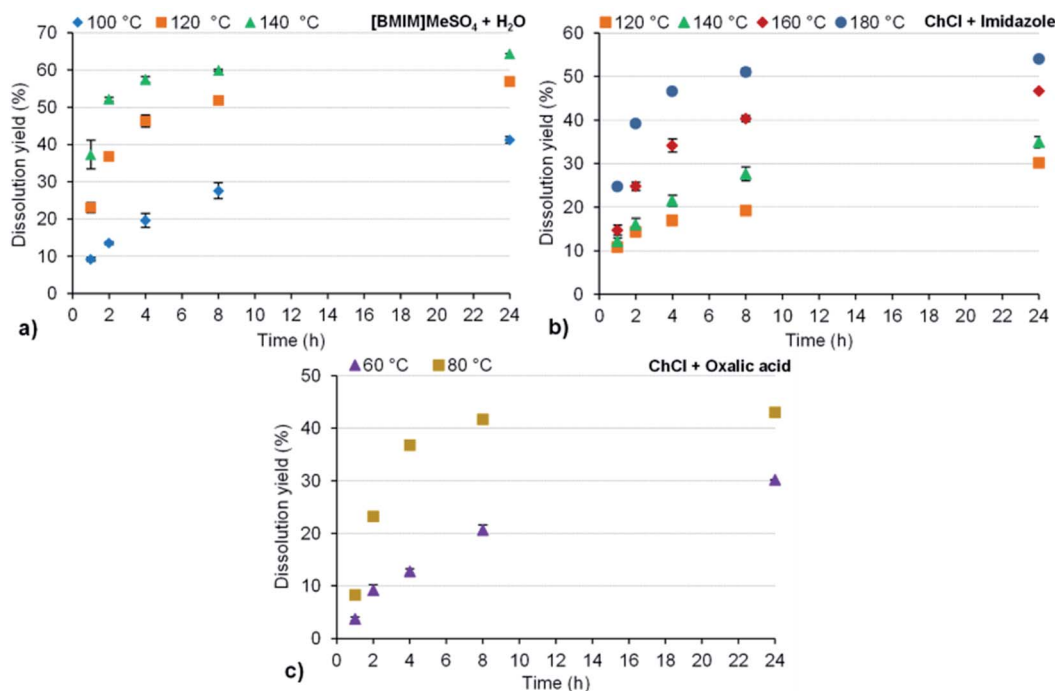 100 °C 120 °C 140 °C [BMIM]MeSO₄ + H₂O
Dissolution yield (%)
70
60
50
40
30
20
10
0
0 2 4 6 8 10 12 14 16 18 20 22 24
Time (h)
a)
120 °C 140 °C 160 °C 180 °C ChCl + Imidazole
Dissolution yield (%)
60
50
40
30
20
10
0
0 2 4 6 8 10 12 14 16 18 20 22 24
Time (h)
b)
60 °C 80 °C ChCl + Oxalic acid
Dissolution yield (%)
50
40
30
20
10
0
0 2 4 6 8 10 12 14 16 18 20 22 24
Time (h)
c)